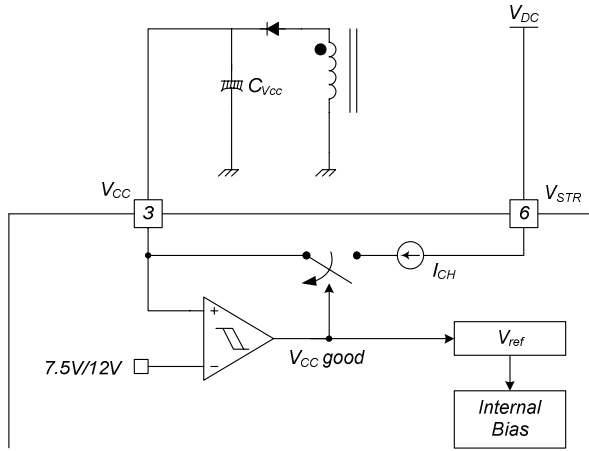 V_DC
C_Vcc
V_CC
3
6
V_STR
I_CH
+
7.5V/12V
−
V_CC good
V_ref
Internal
Bias